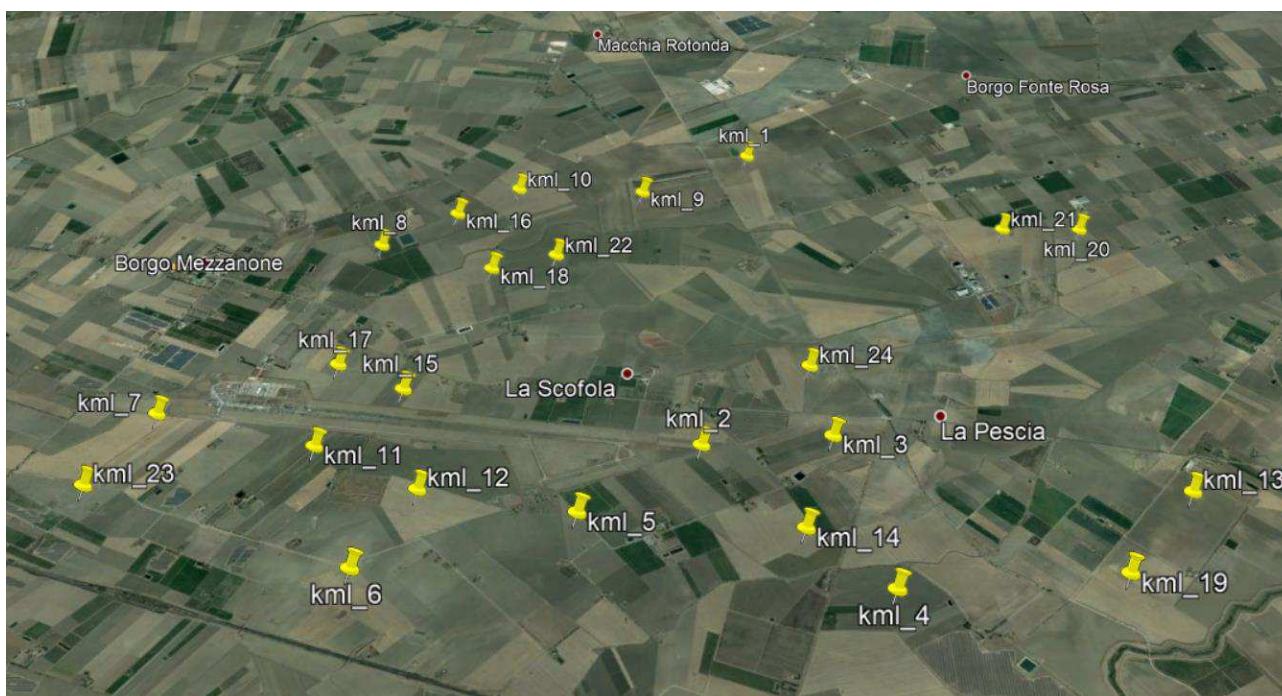 Macchia Rotonda
Borgo Fonte Rosa
kml_1
kml_10
kml_9
kml_16
kml_8
kml_21
kml_20
kml_22
Borgo Mezzanone
kml_18
kml_17
kml_15
kml_24
La Scofola
kml_7
kml_2
kml_3
La Pescia
kml_11
kml_23
kml_12
kml_13
kml_5
kml_14
kml_6
kml_19
kml_4